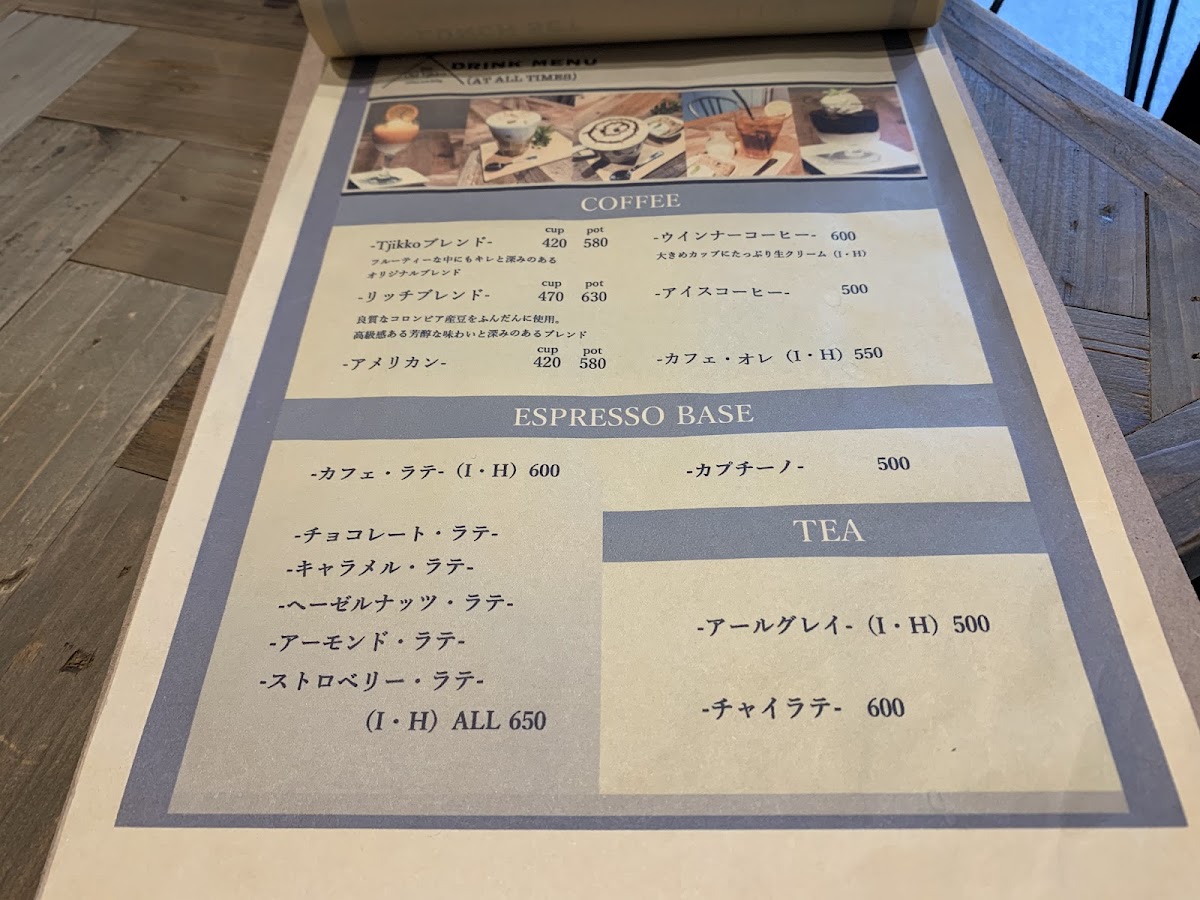 DRINK MENU
(AT ALL TIMES)
COFFEE
cup pot
-Tjikkoブレンド- 420 580
フルーティーな中にもキレと深みのある
オリジナルブレンド
cup pot
-リッチブレンド- 470 630
良質なコロンビア産豆をふんだんに使用。
高級感ある芳醇な味わいと深みのあるブレンド
cup pot
-アメリカン- 420 580
-ウインナーコーヒー- 600
大きめカップにたっぷり生クリーム（I・H）
-アイスコーヒー- 500
-カフェ・オレ（I・H）550
ESPRESSO BASE
-カフェ・ラテ-（I・H）600
-カプチーノ- 500
-チョコレート・ラテ-
-キャラメル・ラテ-
-ヘーゼルナッツ・ラテ-
-アーモンド・ラテ-
-ストロベリー・ラテ-
（I・H）ALL 650
TEA
-アールグレイ-（I・H）500
-チャイラテ- 600